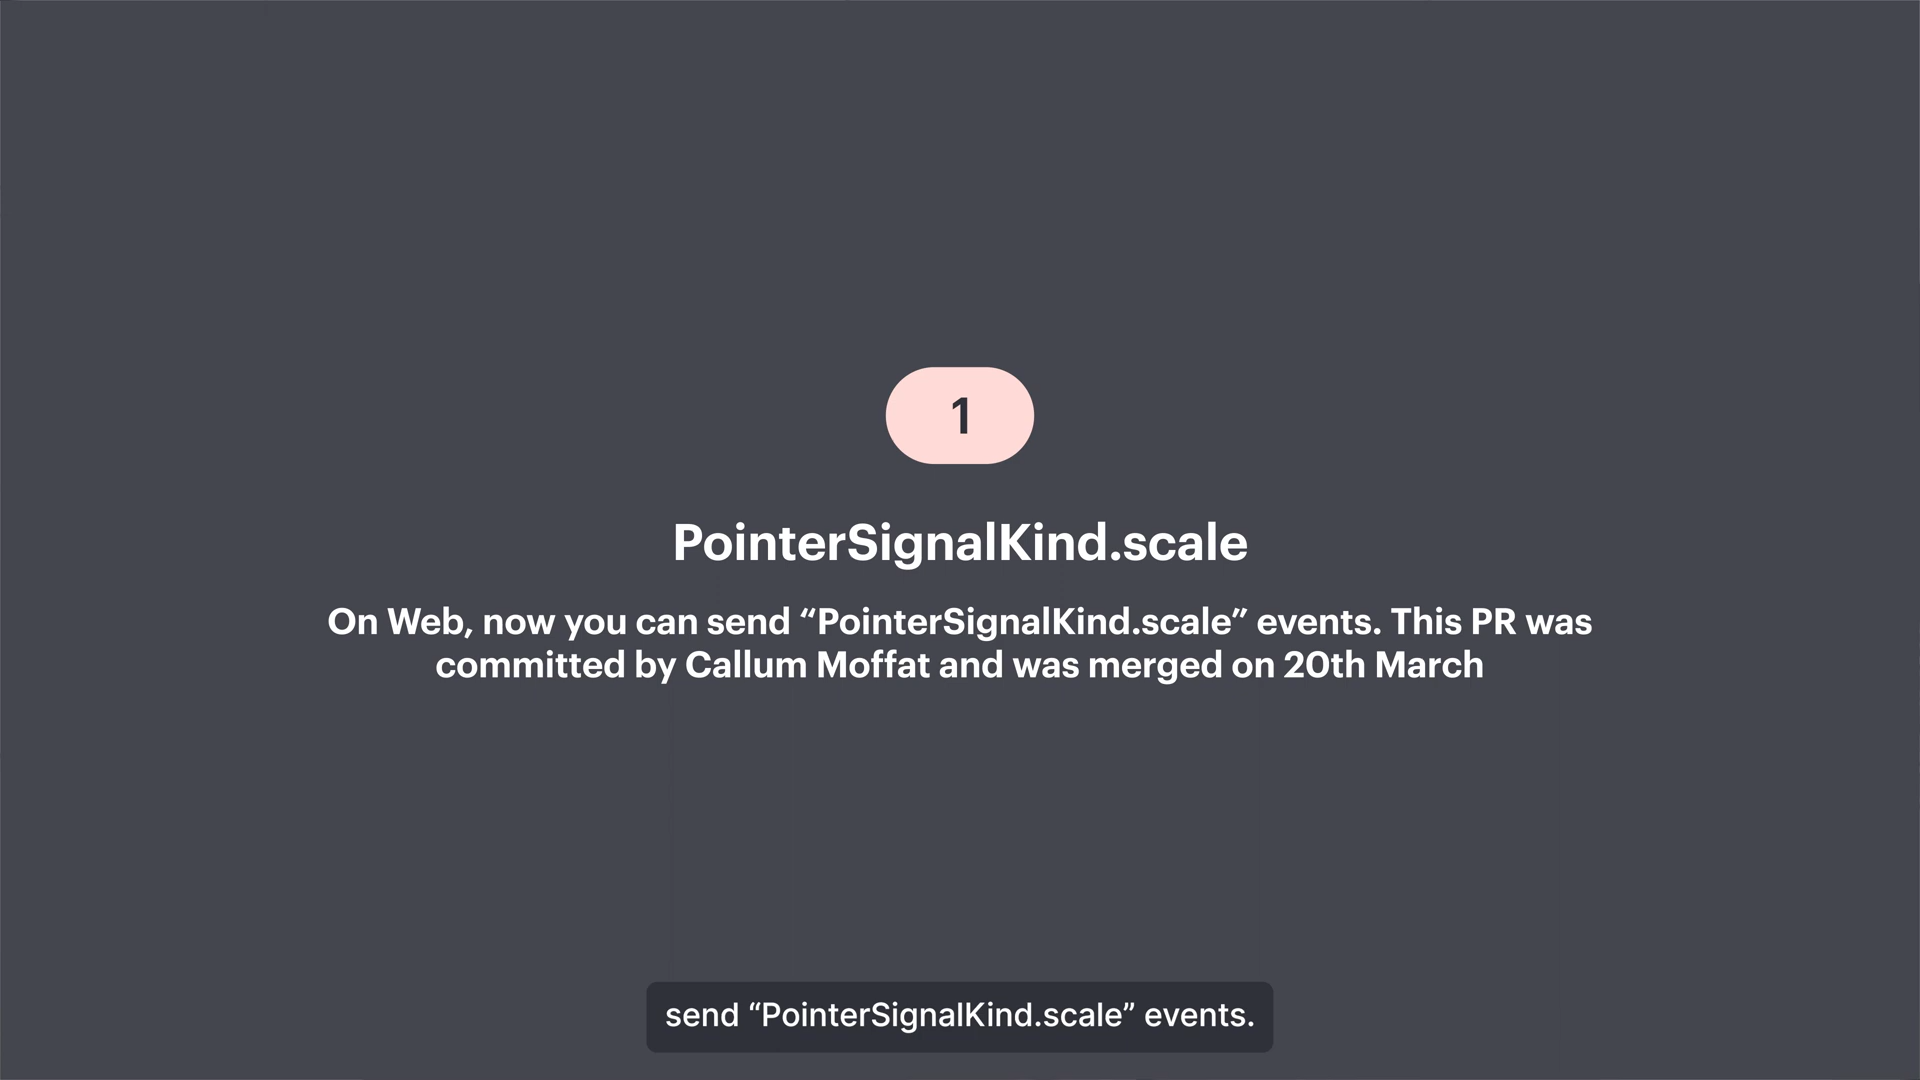 1
PointerSignalKind.scale
On Web, now you can send “PointerSignalKind.scale” events. This PR was
committed by Callum Moffat and was merged on 20th March
send “PointerSignalKind.scale” events.